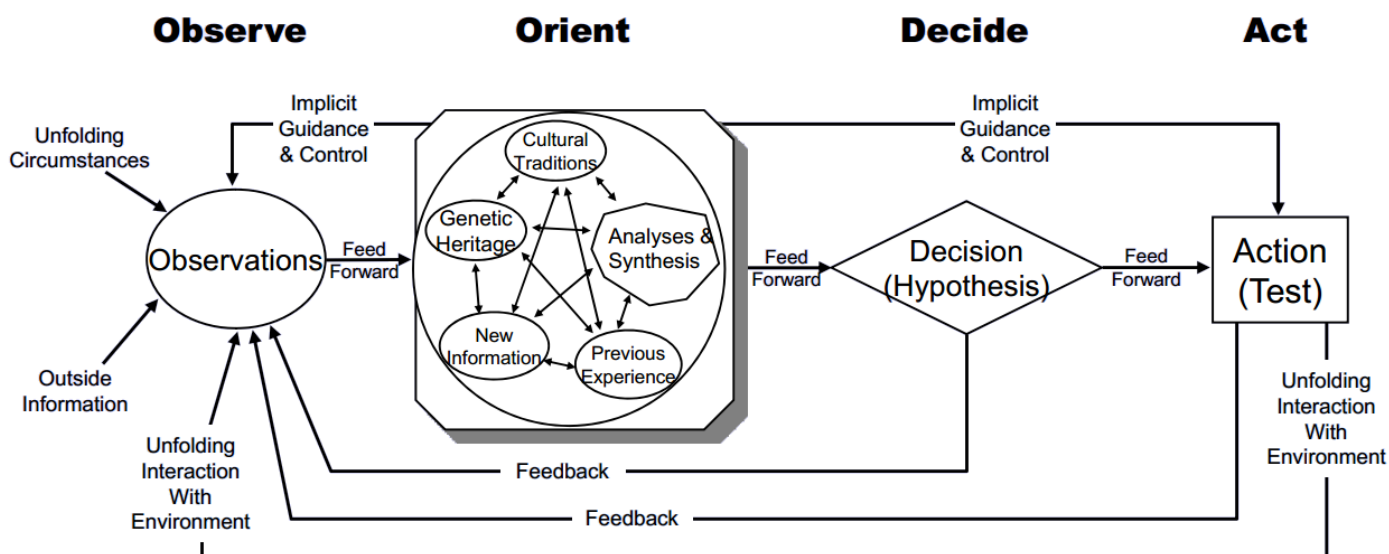 Observe
Orient
Decide
Act
Implicit
Guidance
& Control
Unfolding
Circumstances
Observations
Outside
Information
Feed
Forward
Cultural
Traditions
Genetic
Heritage
Analyses &
Synthesis
New
Information
Previous
Experience
Feed
Forward
Implicit
Guidance
& Control
Decision
(Hypothesis)
Feed
Forward
Action
(Test)
Unfolding
Interaction
With
Environment
Feedback
Feedback
Unfolding
Interaction
With
Environment